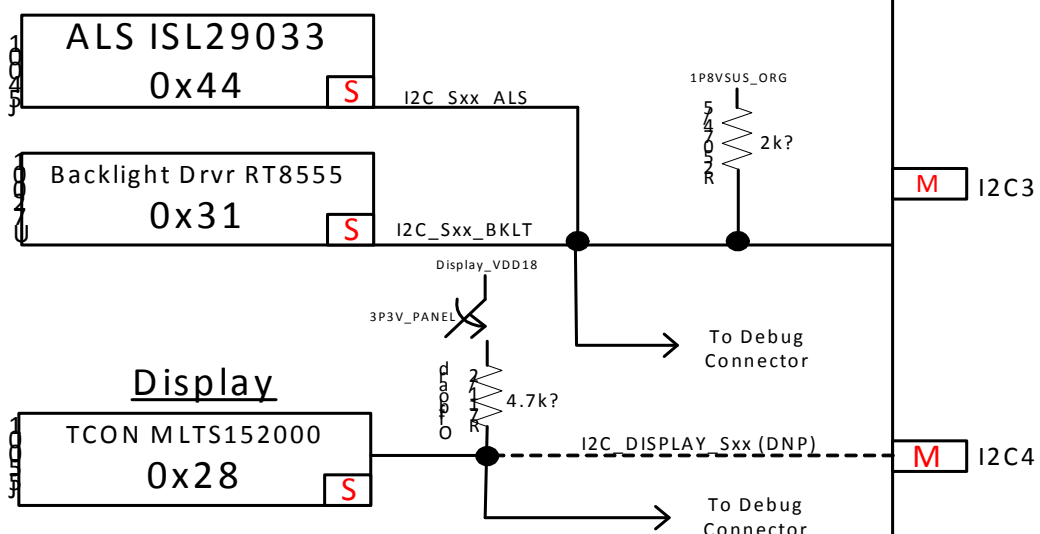 ALS ISL29033
0x44
S
I2C_Sxx_ALS
1P8VSUS_ORG
2k?
Backlight Drvr RT8555
0x31
S
I2C_Sxx_BKLT
M
I2C3
Display_VDD18
3P3V_PANEL
To Debug
Connector
4.7k?
Display
TCON MLTS152000
0x28
S
I2C_DISPLAY_Sxx (DNP)
M
I2C4
To Debug
Connector